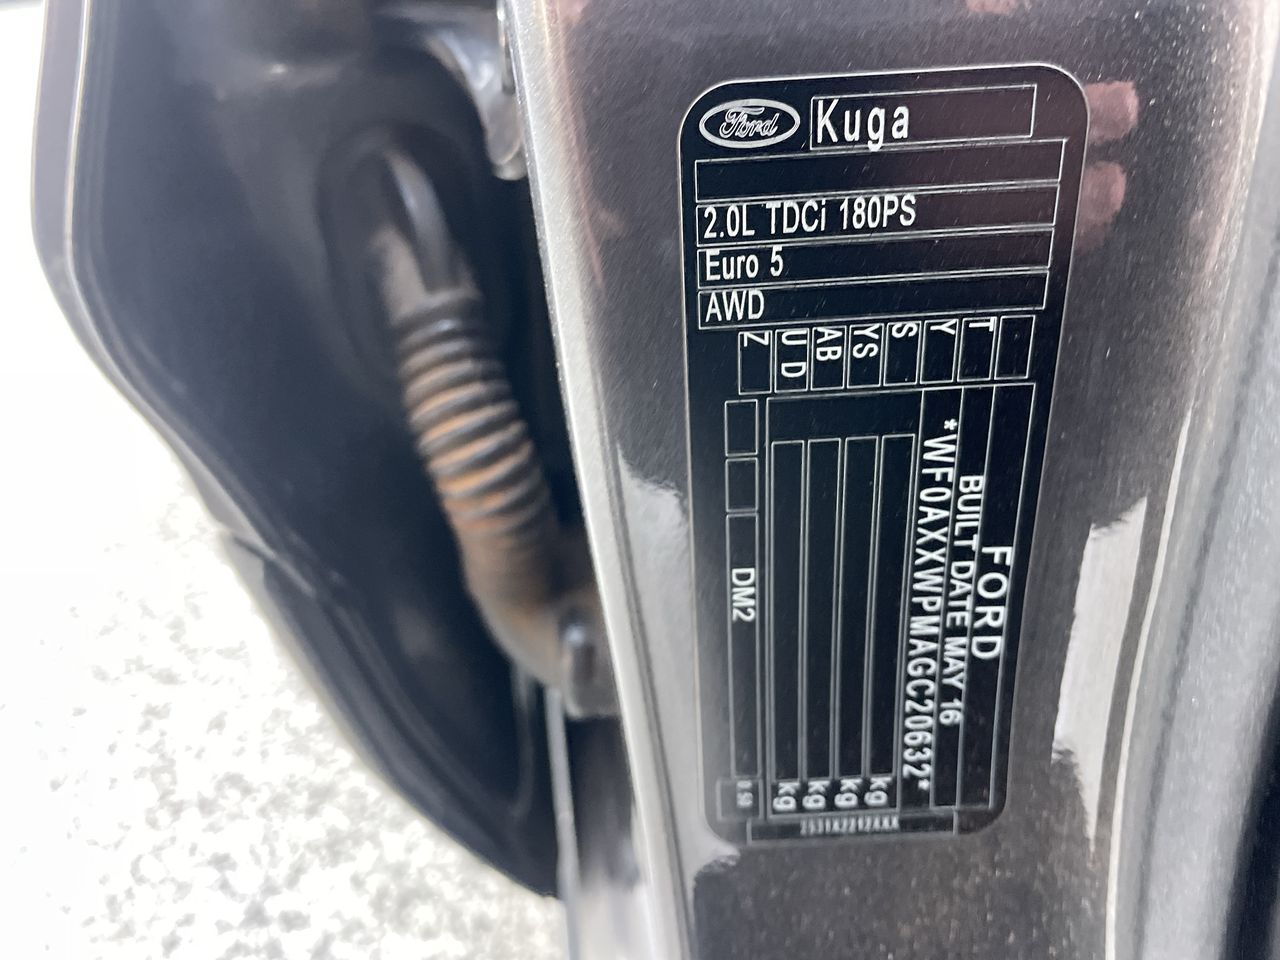 Ford
Kuga
2.0L TDCi 180PS
Euro 5
AWD
T
Y
S
YS
AB
U D
Z
FORD
BUILT DATE MAY 16
*WF0AXXWPMAGC20632*
kg
kg
kg
kg
DM2